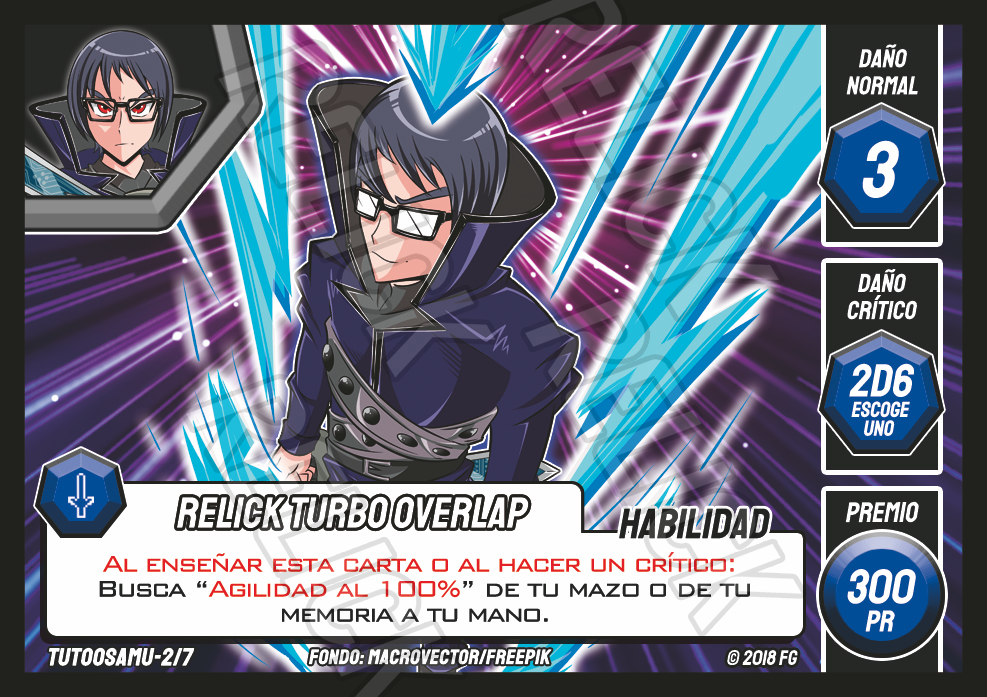 DAÑO
NORMAL
3
DAÑO
CRÍTICO
2D6
ESCOGE
UNO
PREMIO
300
PR
RELICK TURBO OVERLAP
HABILIDAD
AL ENSEÑAR ESTA CARTA O AL HACER UN CRÍTICO:
BUSCA “AGILIDAD AL 100%” DE TU MAZO O DE TU
MEMORIA A TU MANO.
TUTOOSAMU-2/7
FONDO: MACROVECTOR/FREEPIK
© 2018 FG